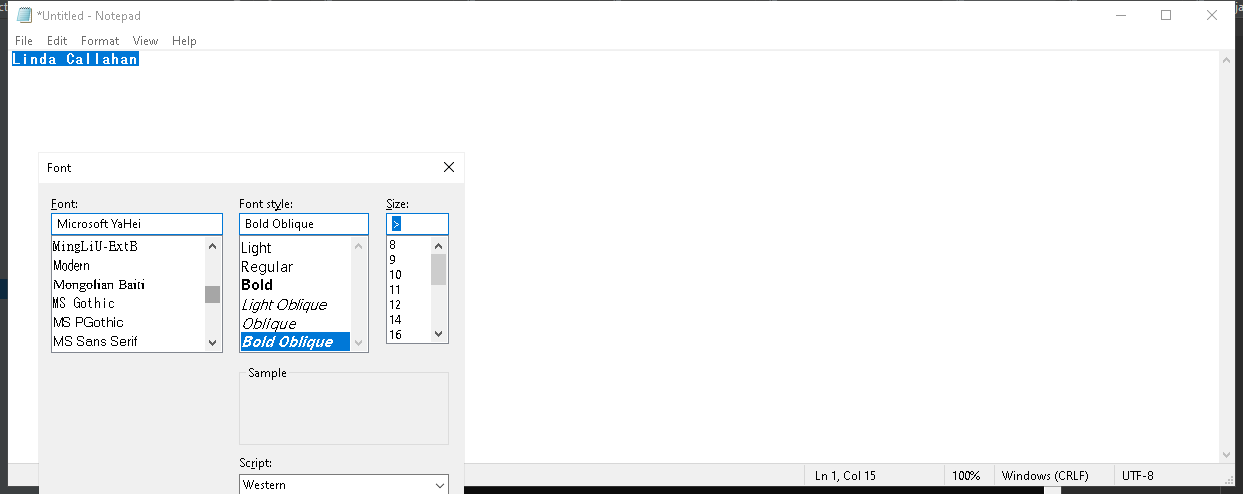 *Untitled - Notepad
File Edit Format View Help
Linda Callahan
Font
Font: Font style: Size:
Microsoft YaHei Bold Oblique >
MingLiU-ExtB Light 8
Modern Regular 9
Mongolian Baiti Bold 10
MS Gothic Light Oblique 11
MS PGothic Oblique 12
MS Sans Serif Bold Oblique 14
16
Sample
Script:
Western
Ln 1, Col 15 100% Windows (CRLF) UTF-8